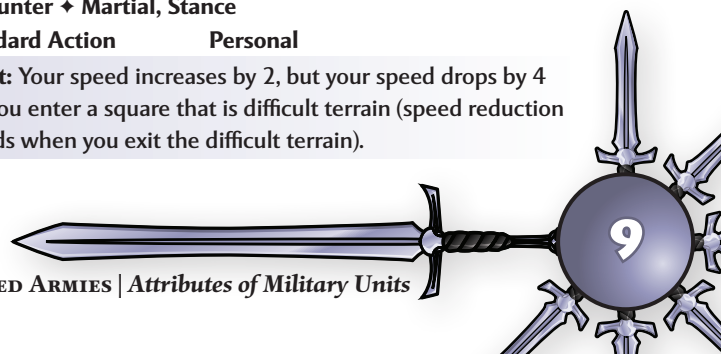 unter ✦ Martial, Stance
dard Action Personal
t: Your speed increases by 2, but your speed drops by 4
ou enter a square that is difficult terrain (speed reduction
ds when you exit the difficult terrain).
9
ed Armies | Attributes of Military Units